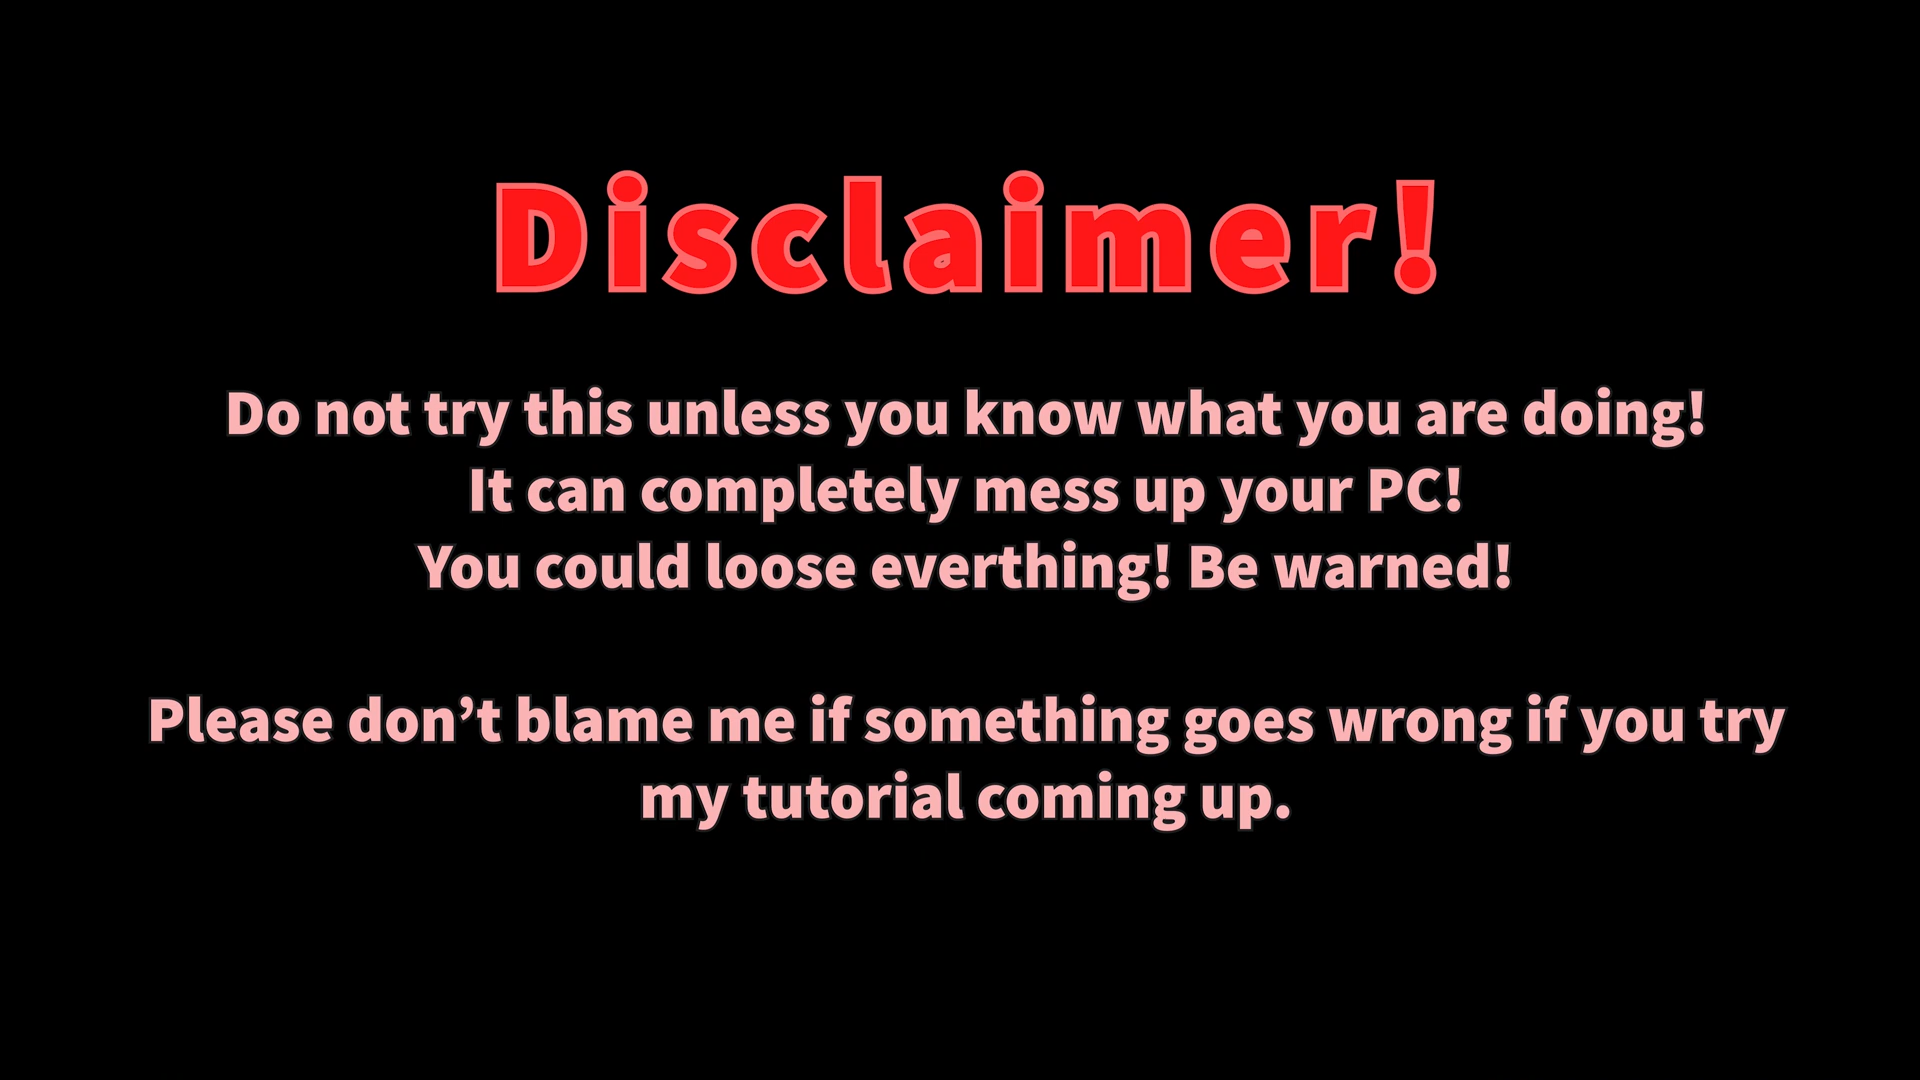 Disclaimer!
Do not try this unless you know what you are doing!
It can completely mess up your PC!
You could loose everthing! Be warned!
Please don’t blame me if something goes wrong if you try
my tutorial coming up.